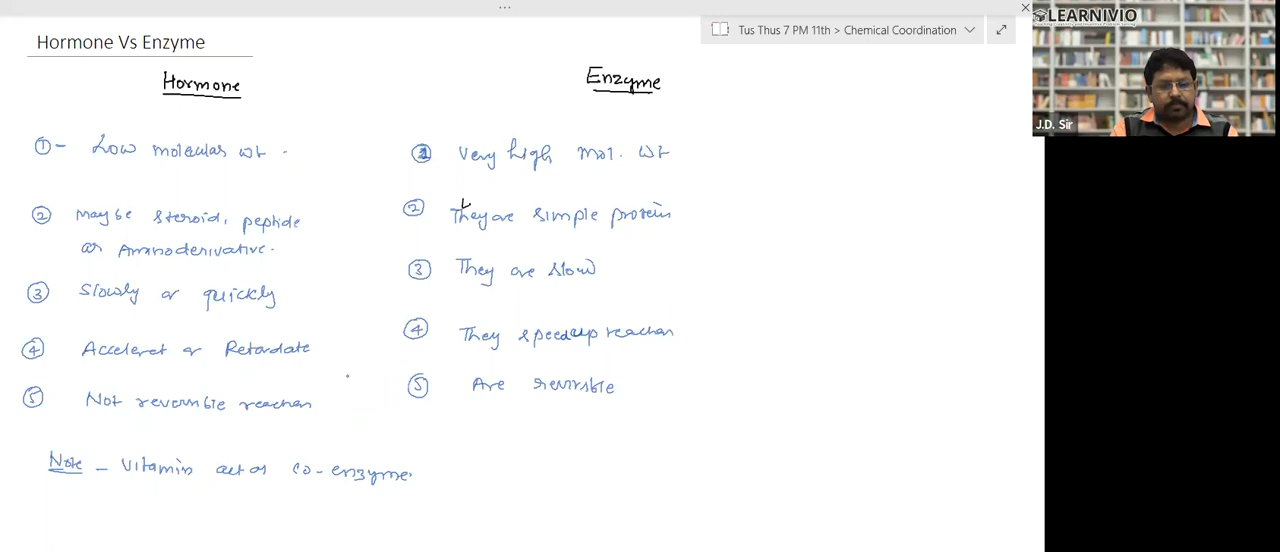 Tus Thus 7 PM 11th > Chemical Coordination
LEARNIVIO
J.D. Sir
Hormone Vs Enzyme
Hormone
① - Low molecular wt .
② may be steroid, peptide
or Aminoderivative.
③ Slowly or quickly
④ Acceleret or Retardate
⑤ Not reversible reaction
Enzyme
① Very high mol. wt
② They are simple protein
③ They are slow
④ They speed up reaction
⑤ Are reversible
Note - Vitamin act as co-enzyme.